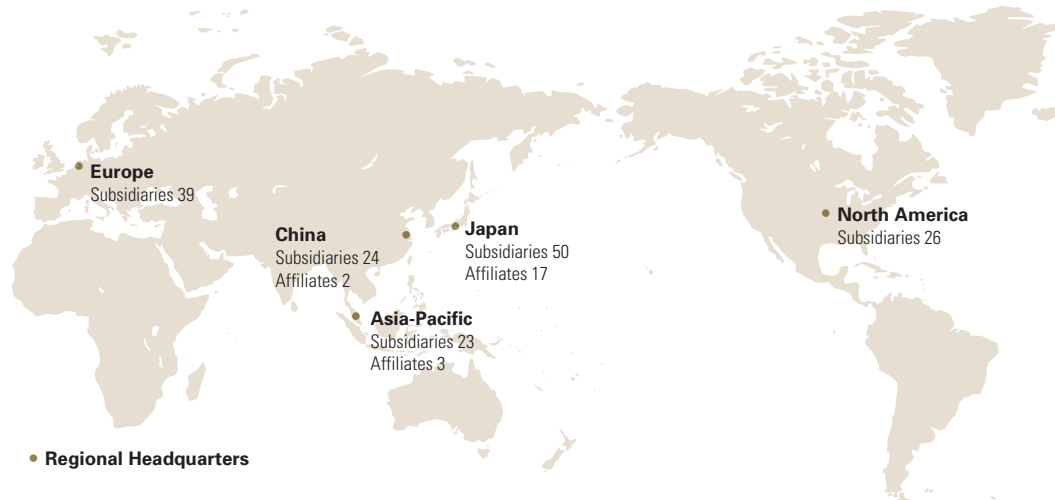 Europe
Subsidiaries 39
China
Subsidiaries 24
Affiliates 2
Japan
Subsidiaries 50
Affiliates 17
North America
Subsidiaries 26
Asia-Pacific
Subsidiaries 23
Affiliates 3
Regional Headquarters